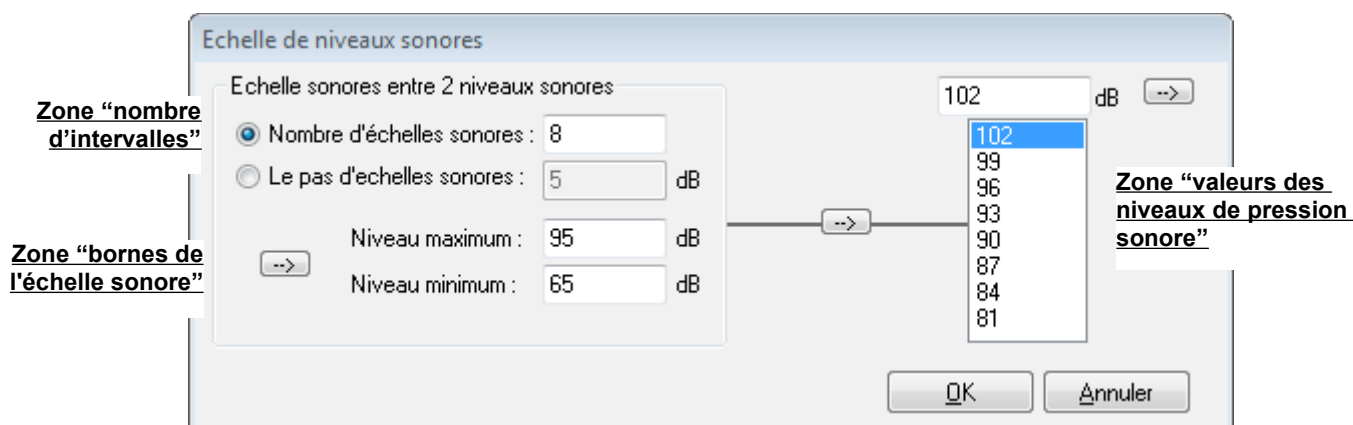 Echelle de niveaux sonores
Echelle sonores entre 2 niveaux sonores
Zone “nombre
d’intervalles”
Nombre d'échelles sonores : 8
Le pas d'echelles sonores : 5 dB
Zone “bornes de
l'échelle sonore”
-->
Niveau maximum : 95 dB
Niveau minimum : 65 dB
-->
102 dB -->
102
99
96
93
90
87
84
81
Zone “valeurs des
niveaux de pression
sonore”
OK Annuler